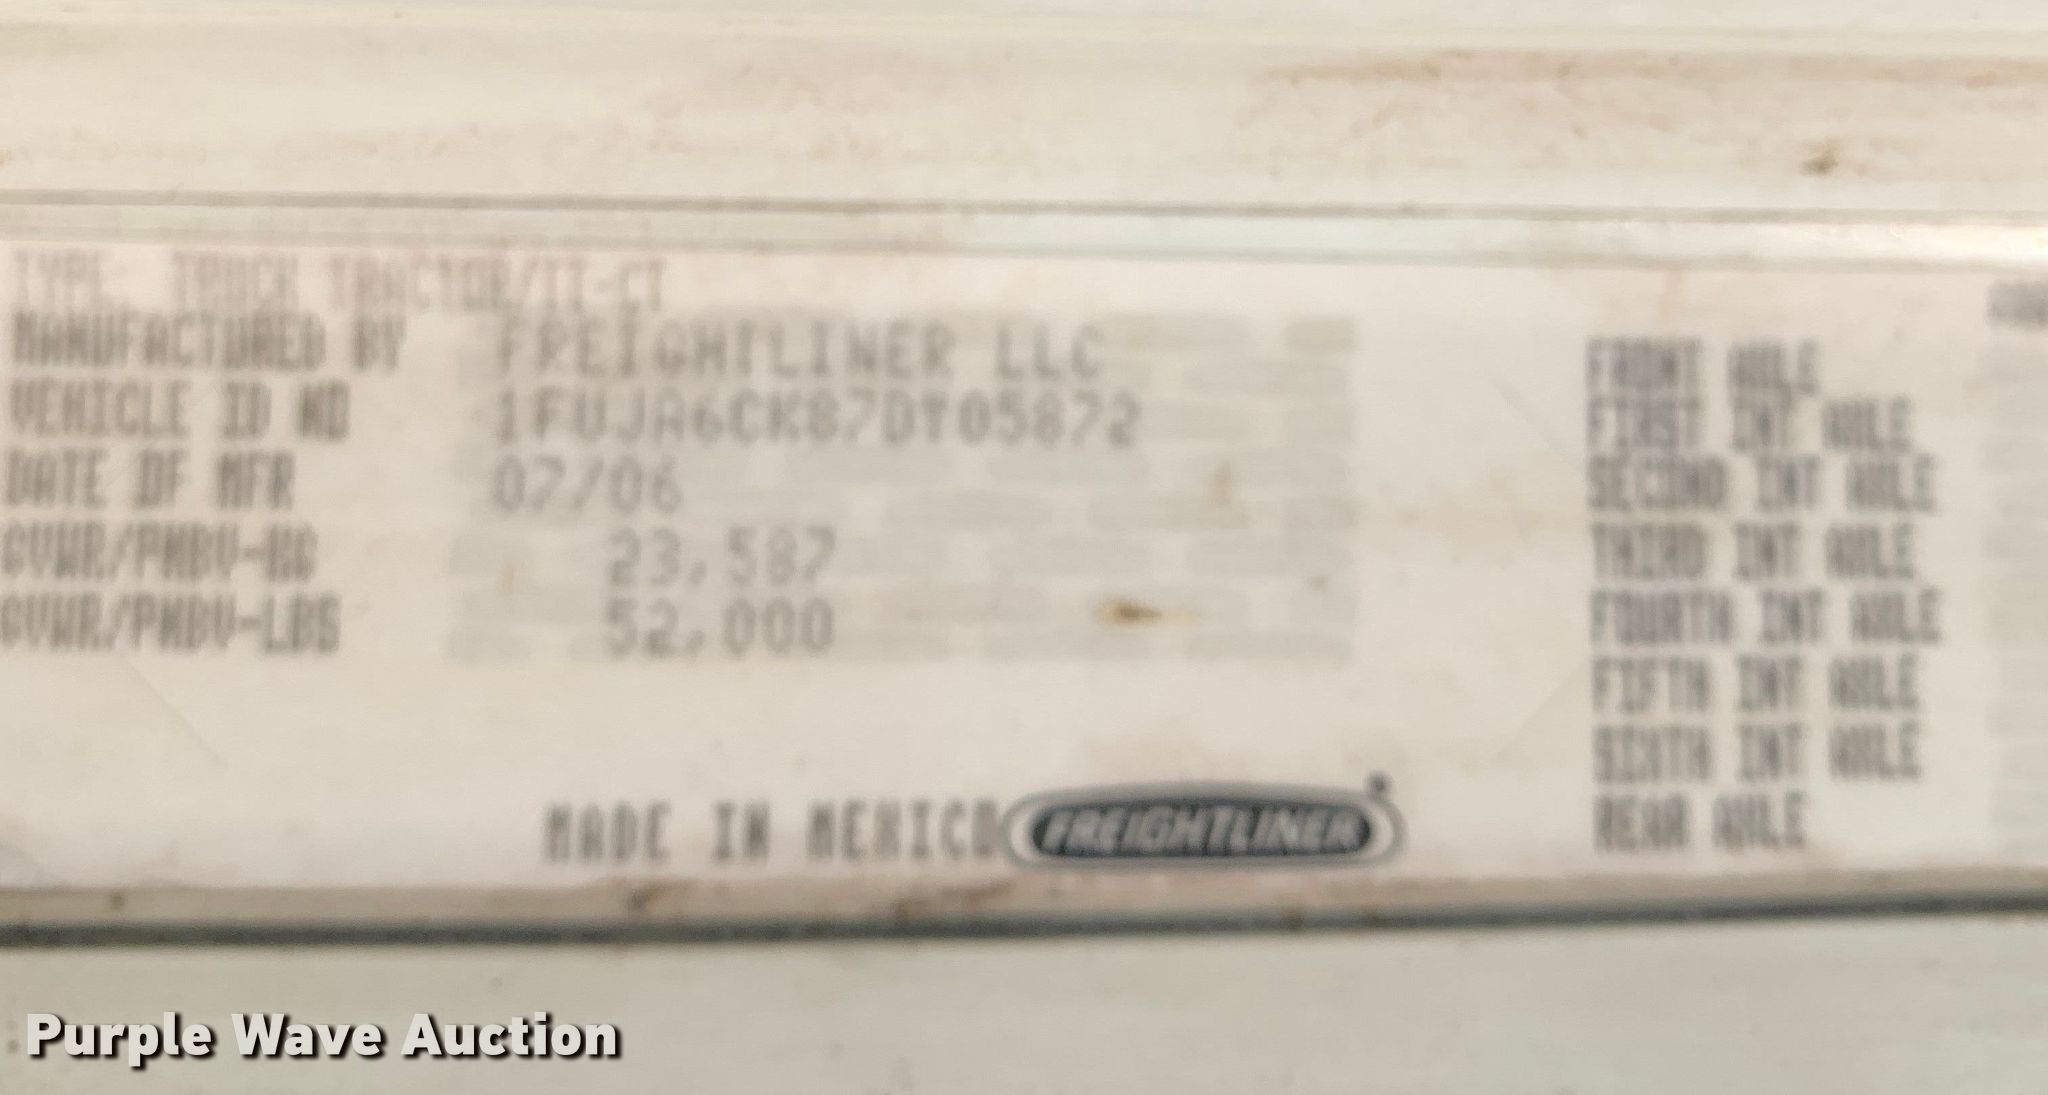 TYPE TRUCK TRACTOR/TT-CT
MANUFACTURED BY FREIGHTLINER LLC
VEHICLE ID NO 1FUJA6CK87DY05872
DATE OF MFR 07/06
GVWR/PNBV-KG 23,587
GVWR/PNBV-LBS 52,000
MADE IN MEXICO FREIGHTLINER
FRONT AXLE
FIRST INT AXLE
SECOND INT AXLE
THIRD INT AXLE
FOURTH INT AXLE
FIFTH INT AXLE
SIXTH INT AXLE
REAR AXLE
Purple Wave Auction